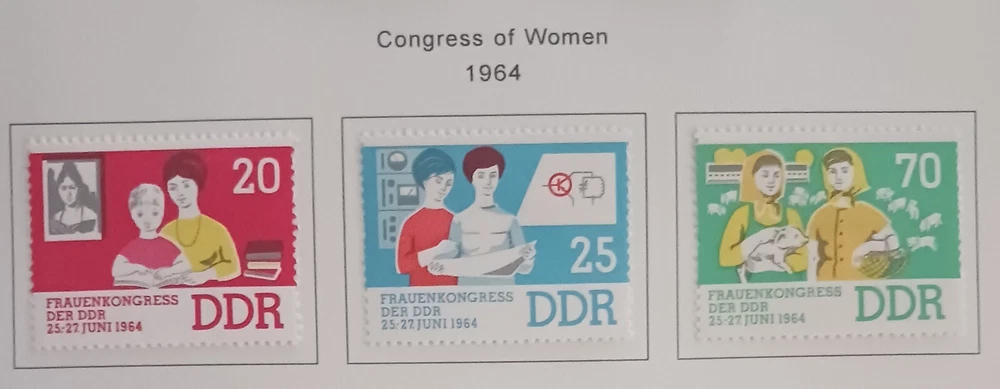 Congress of Women
1964
20
FRAUENKONGRESS
DER DDR
25.-27. JUNI 1964
DDR
K
25
FRAUENKONGRESS
DER DDR
25.-27. JUNI 1964
DDR
70
FRAUENKONGRESS
DER DDR
25.-27. JUNI 1964
DDR